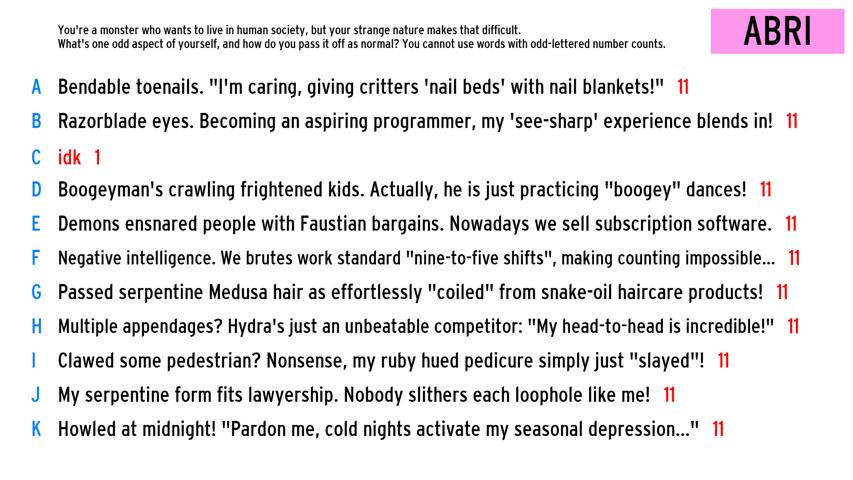 You're a monster who wants to live in human society, but your strange nature makes that difficult.
What's one odd aspect of yourself, and how do you pass it off as normal? You cannot use words with odd-lettered number counts.
ABRI
A Bendable toenails. "I'm caring, giving critters 'nail beds' with nail blankets!" 11
B Razorblade eyes. Becoming an aspiring programmer, my 'see-sharp' experience blends in! 11
C idk 1
D Boogeyman's crawling frightened kids. Actually, he is just practicing "boogey" dances! 11
E Demons ensnared people with Faustian bargains. Nowadays we sell subscription software. 11
F Negative intelligence. We brutes work standard "nine-to-five shifts", making counting impossible... 11
G Passed serpentine Medusa hair as effortlessly "coiled" from snake-oil haircare products! 11
H Multiple appendages? Hydra's just an unbeatable competitor: "My head-to-head is incredible!" 11
I Clawed some pedestrian? Nonsense, my ruby hued pedicure simply just "slayed"! 11
J My serpentine form fits lawyership. Nobody slithers each loophole like me! 11
K Howled at midnight! "Pardon me, cold nights activate my seasonal depression..." 11